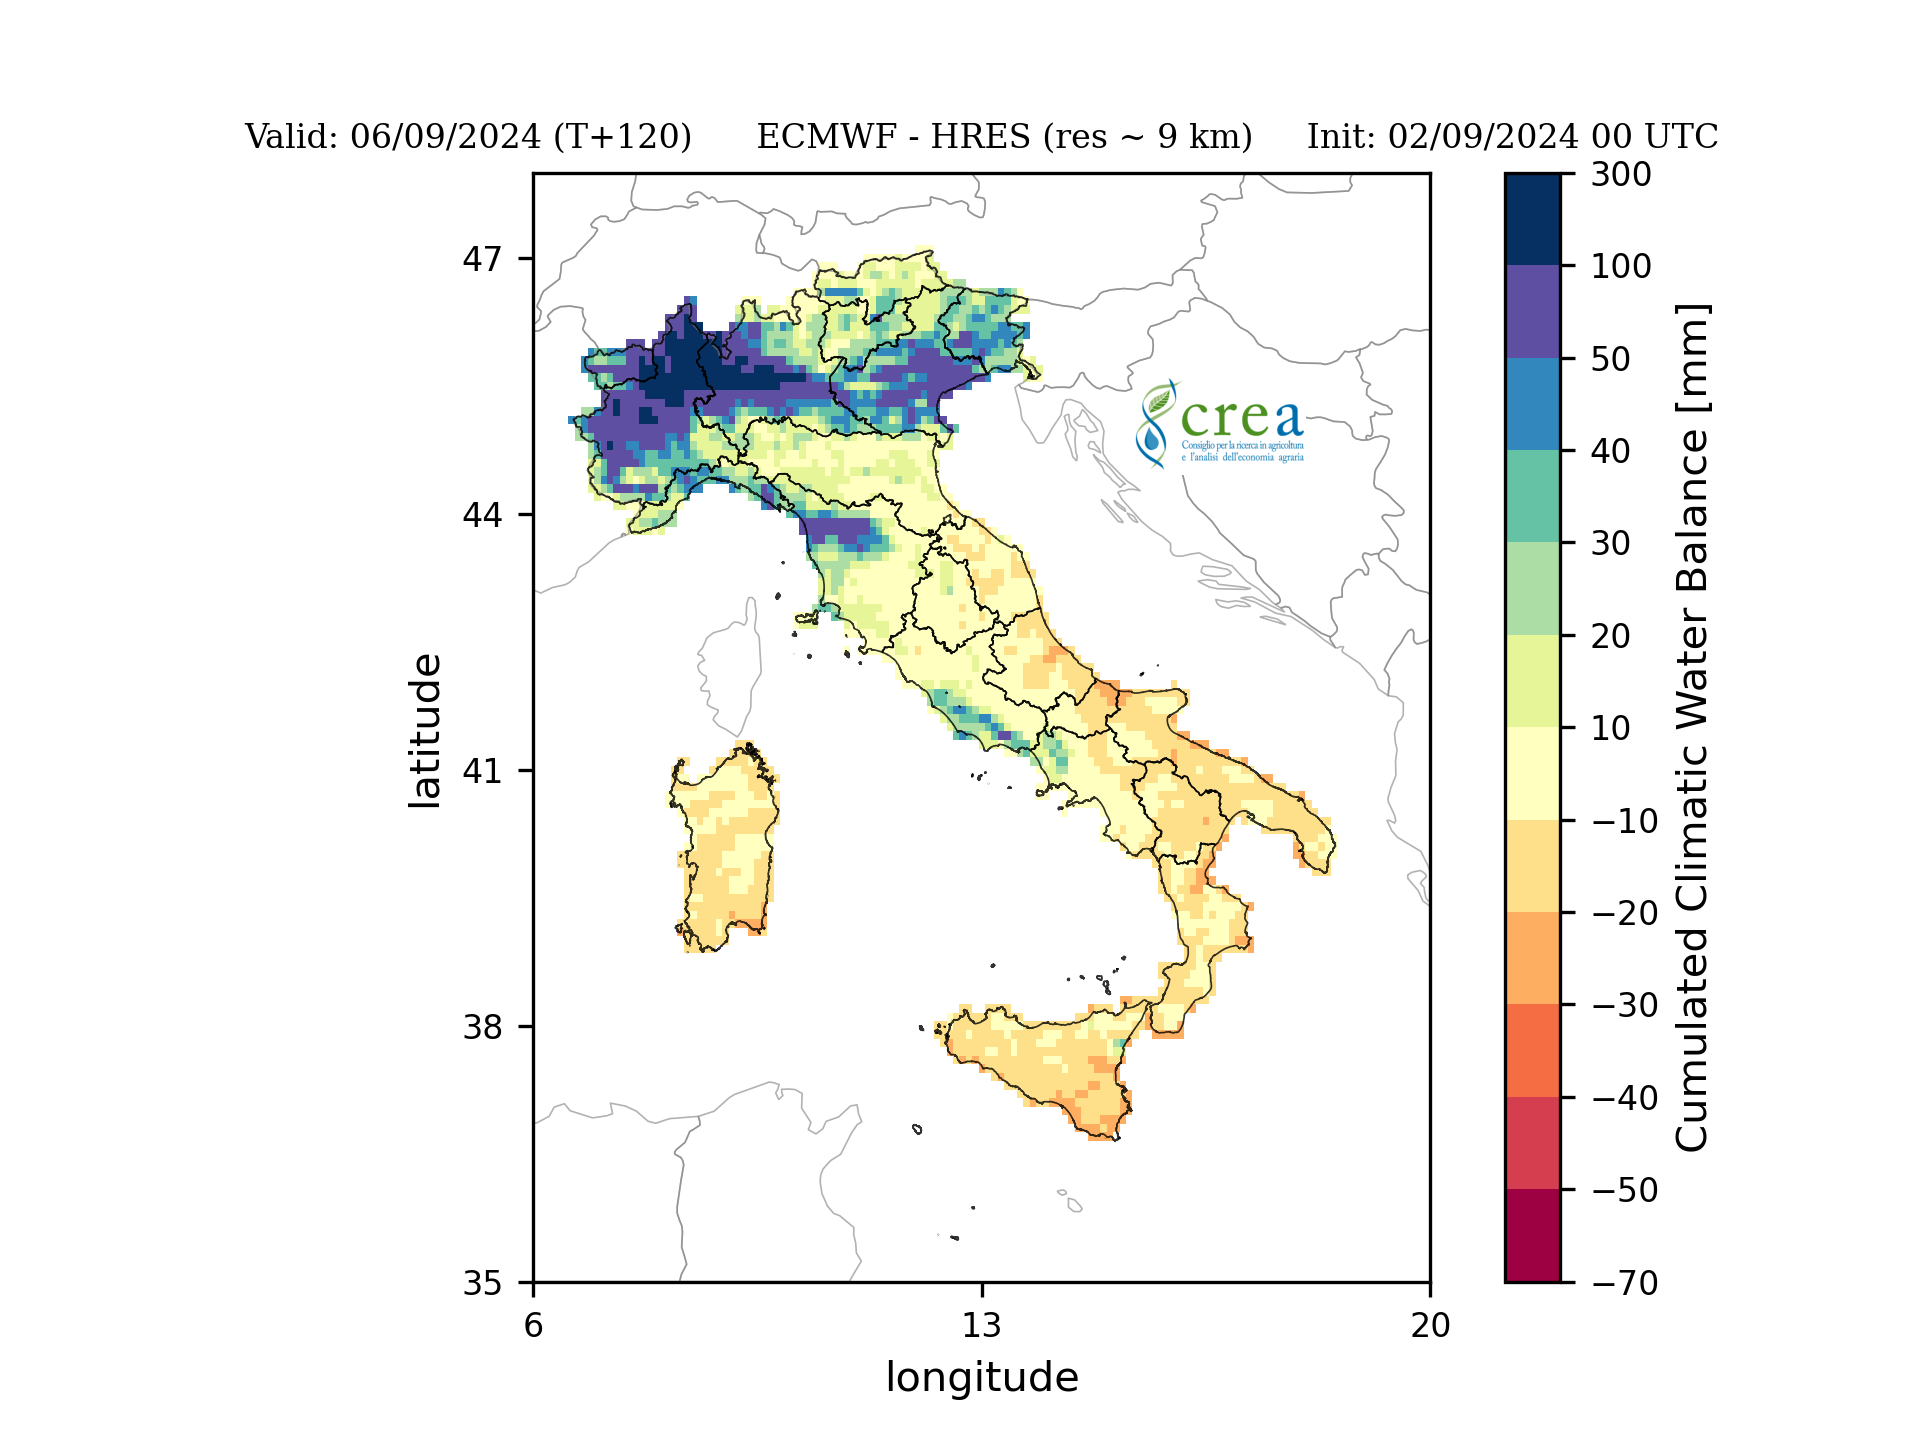 Valid: 06/09/2024 (T+120) ECMWF - HRES (res ~ 9 km) Init: 02/09/2024 00 UTC
300
47
100
50
crea
Consiglio per la ricerca in agricoltura
e l'analisi dell'economia agraria
40
44
30
20
10
41
−10
−20
38
−30
−40
−50
35
−70
6 13 20
latitude
longitude
Cumulated Climatic Water Balance [mm]